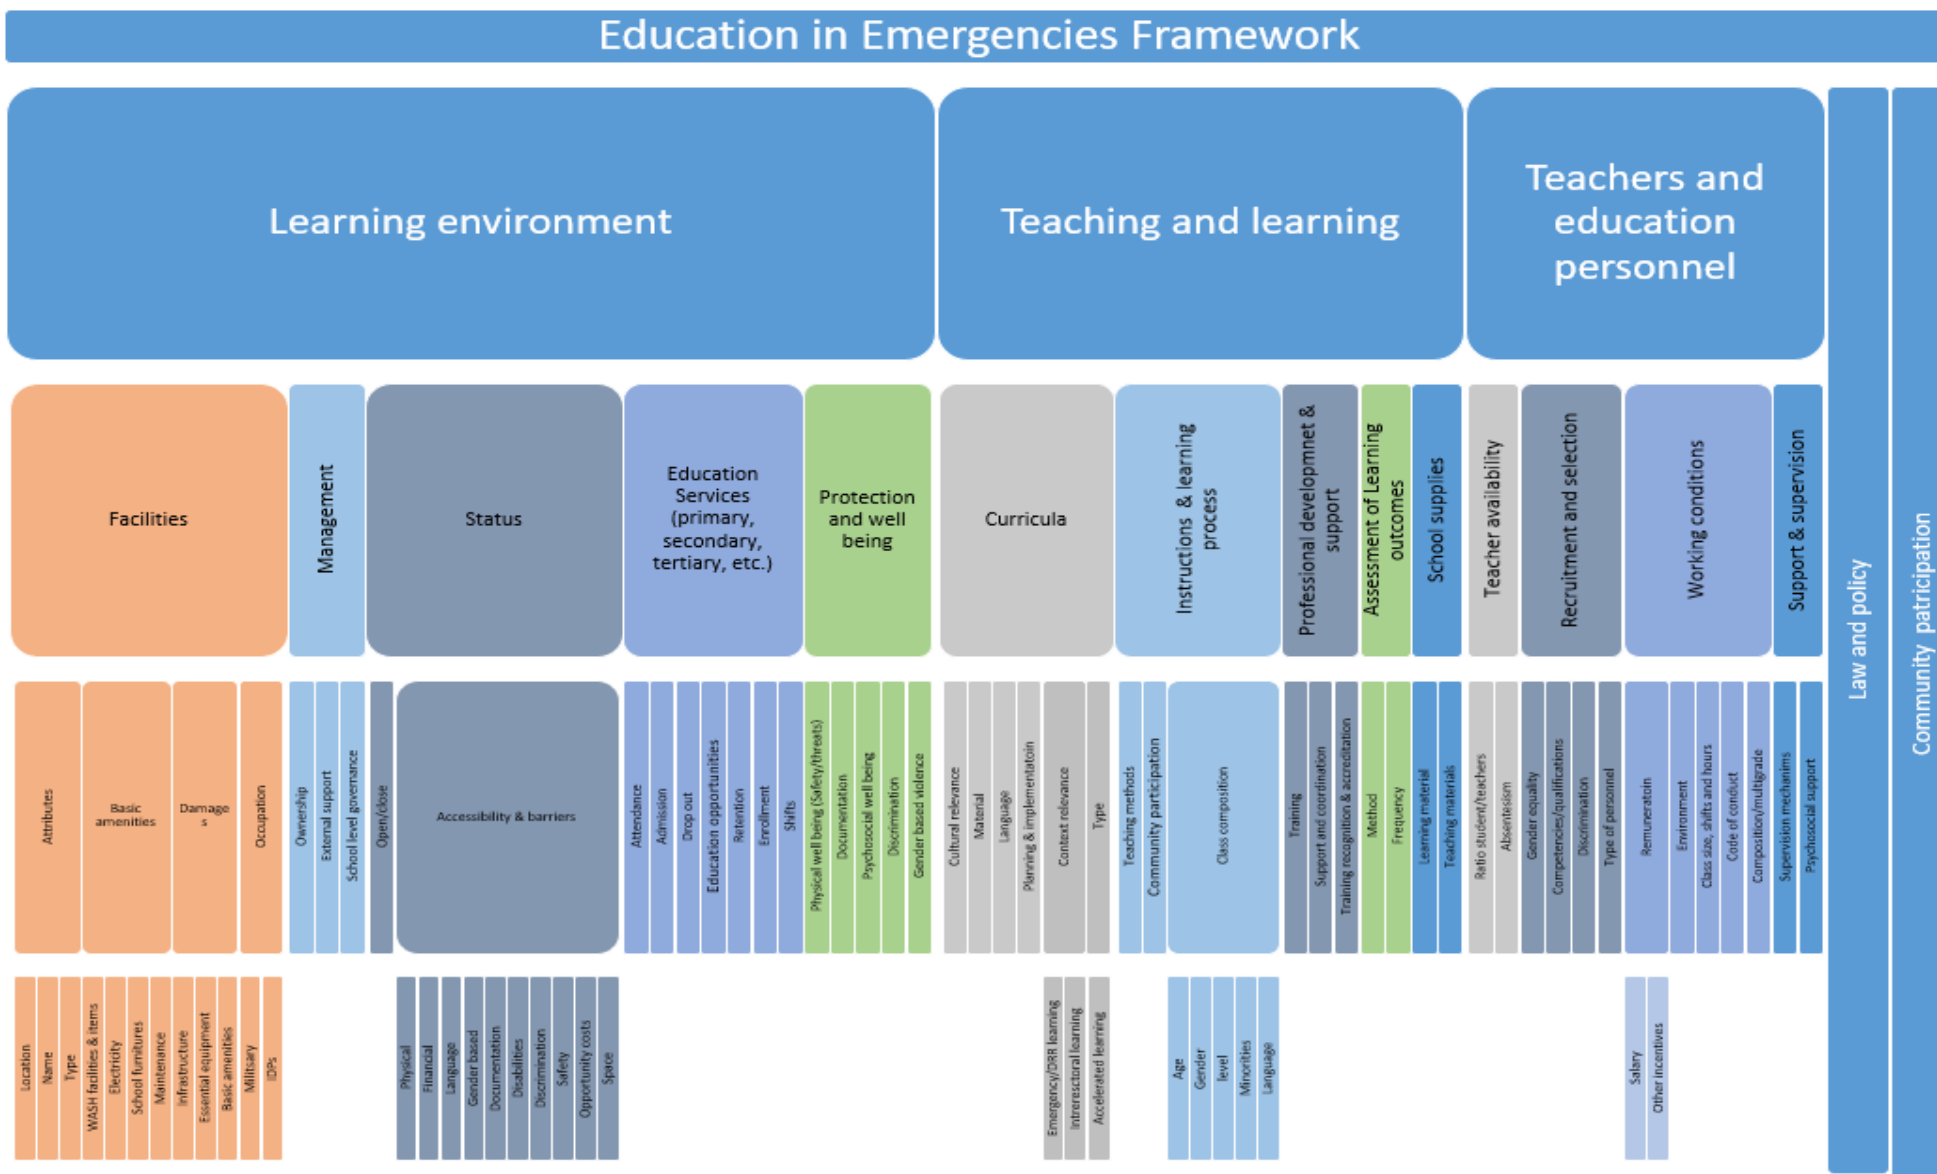 Education in Emergencies Framework
Learning environment
Teaching and learning
Teachers and
education
personnel
Law and policy
Community patricipation
Facilities
Management
Status
Education
Services
(primary,
secondary,
tertiary, etc.)
Protection
and well
being
Curricula
Instructions & learning
process
Professional developmnet &
support
Assessment of Learning
outcomes
School supplies
Teacher availability
Recruitment and selection
Working conditions
Support & supervision
Attributes
Basic
amenities
Damage
s
Occupation
Ownership
External support
School level governance
Open/close
Accessibility & barriers
Attendance
Admission
Drop out
Education opportunities
Retention
Enrollment
Shifts
Physical well being (Safety/threats)
Documentation
Psychosocial well being
Discrimination
Gender based violence
Cultural relevance
Material
Language
Planning & implementatoin
Context relevance
Type
Teaching methods
Community participation
Class composition
Training
Support and coordination
Training recognition & accreditation
Method
Frequency
Learning material
Teaching materials
Ratio student/teachers
Absentesism
Gender equality
Competencies/qualifications
Discrimination
Type of personnel
Remuneratoin
Environment
Class size, shifts and hours
Code of conduct
Composition/multigrade
Supervision mechanims
Psychosocial support
Location
Name
Type
WASH facilities & items
Electricity
School furnitures
Maintenance
Infrastructure
Essential equipment
Basic amenities
Militsary
IDPs
Physical
Financial
Language
Gender based
Documentation
Disabilities
Discrimination
Safety
Opportunity costs
Space
Emergency/DRR learning
Intreresctoral learning
Accelerated learning
Age
Gender
level
Minorities
Language
Salary
Other incentives